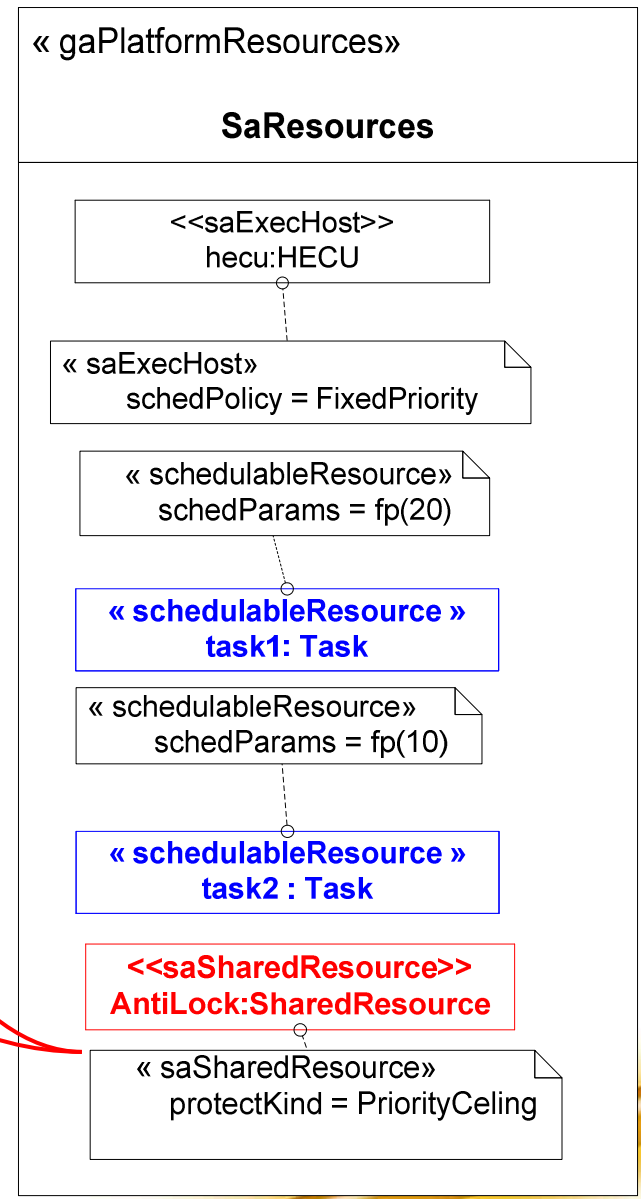 « gaPlatformResources»
SaResources
<<saExecHost>>
hecu:HECU
« saExecHost»
schedPolicy = FixedPriority
« schedulableResource»
schedParams = fp(20)
« schedulableResource »
task1: Task
« schedulableResource»
schedParams = fp(10)
« schedulableResource »
task2 : Task
<<saSharedResource>>
AntiLock:SharedResource
« saSharedResource»
protectKind = PriorityCeling